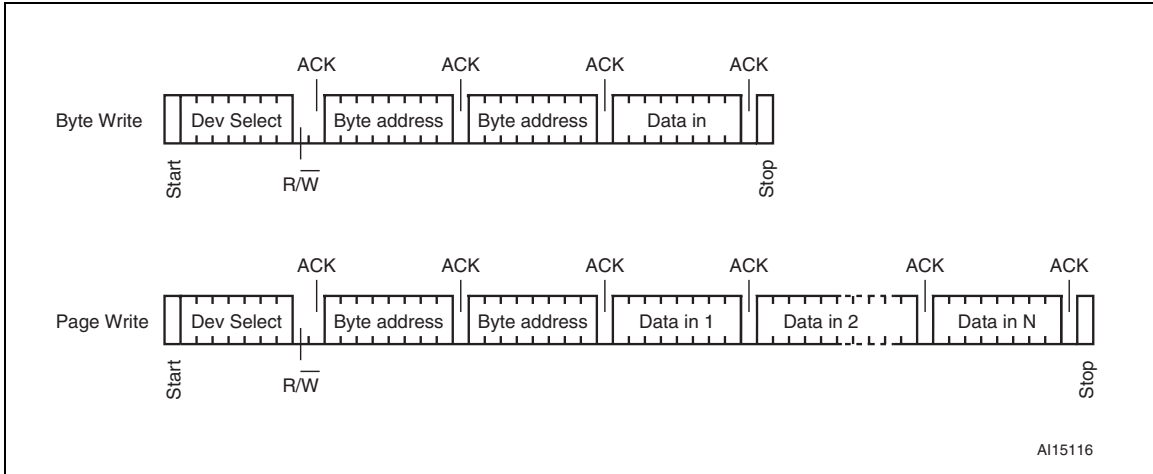 ACK ACK ACK ACK
Byte Write Dev Select Byte address Byte address Data in
Start R/W Stop
ACK ACK ACK ACK ACK ACK
Page Write Dev Select Byte address Byte address Data in 1 Data in 2 Data in N
Start R/W Stop
AI15116